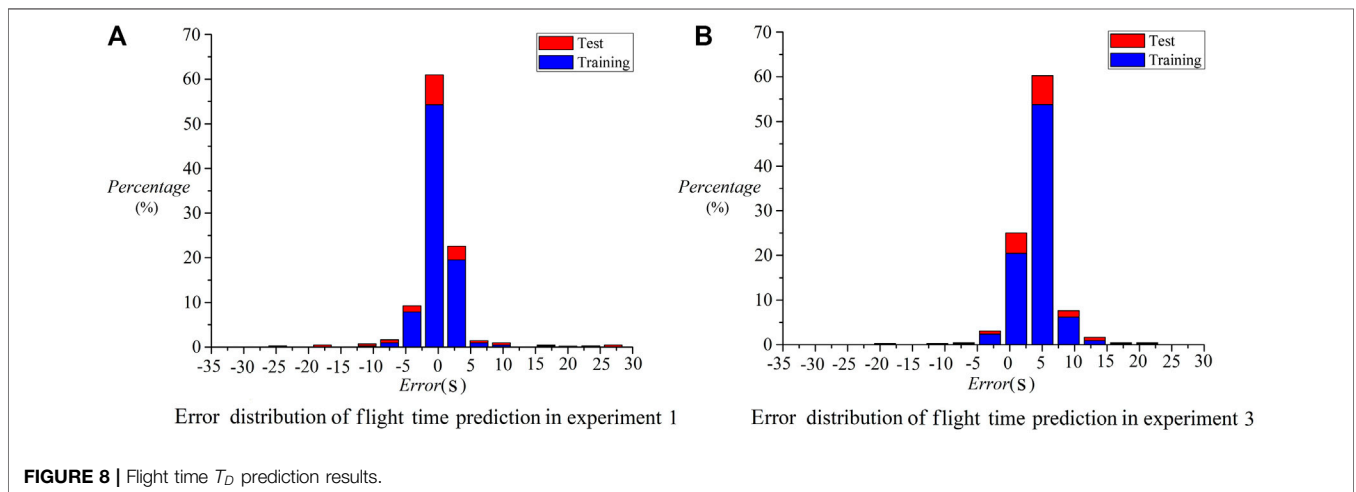 A
70
60
50
40
30
20
10
0
Percentage
(%)
Test
Training
-35 -30 -25 -20 -15 -10 -5 0 5 10 15 20 25 30
Error(s)
Error distribution of flight time prediction in experiment 1
B
70
60
50
40
30
20
10
0
Percentage
(%)
Test
Training
-35 -30 -25 -20 -15 -10 -5 0 5 10 15 20 25 30
Error(s)
Error distribution of flight time prediction in experiment 3
FIGURE 8 | Flight time T_D prediction results.